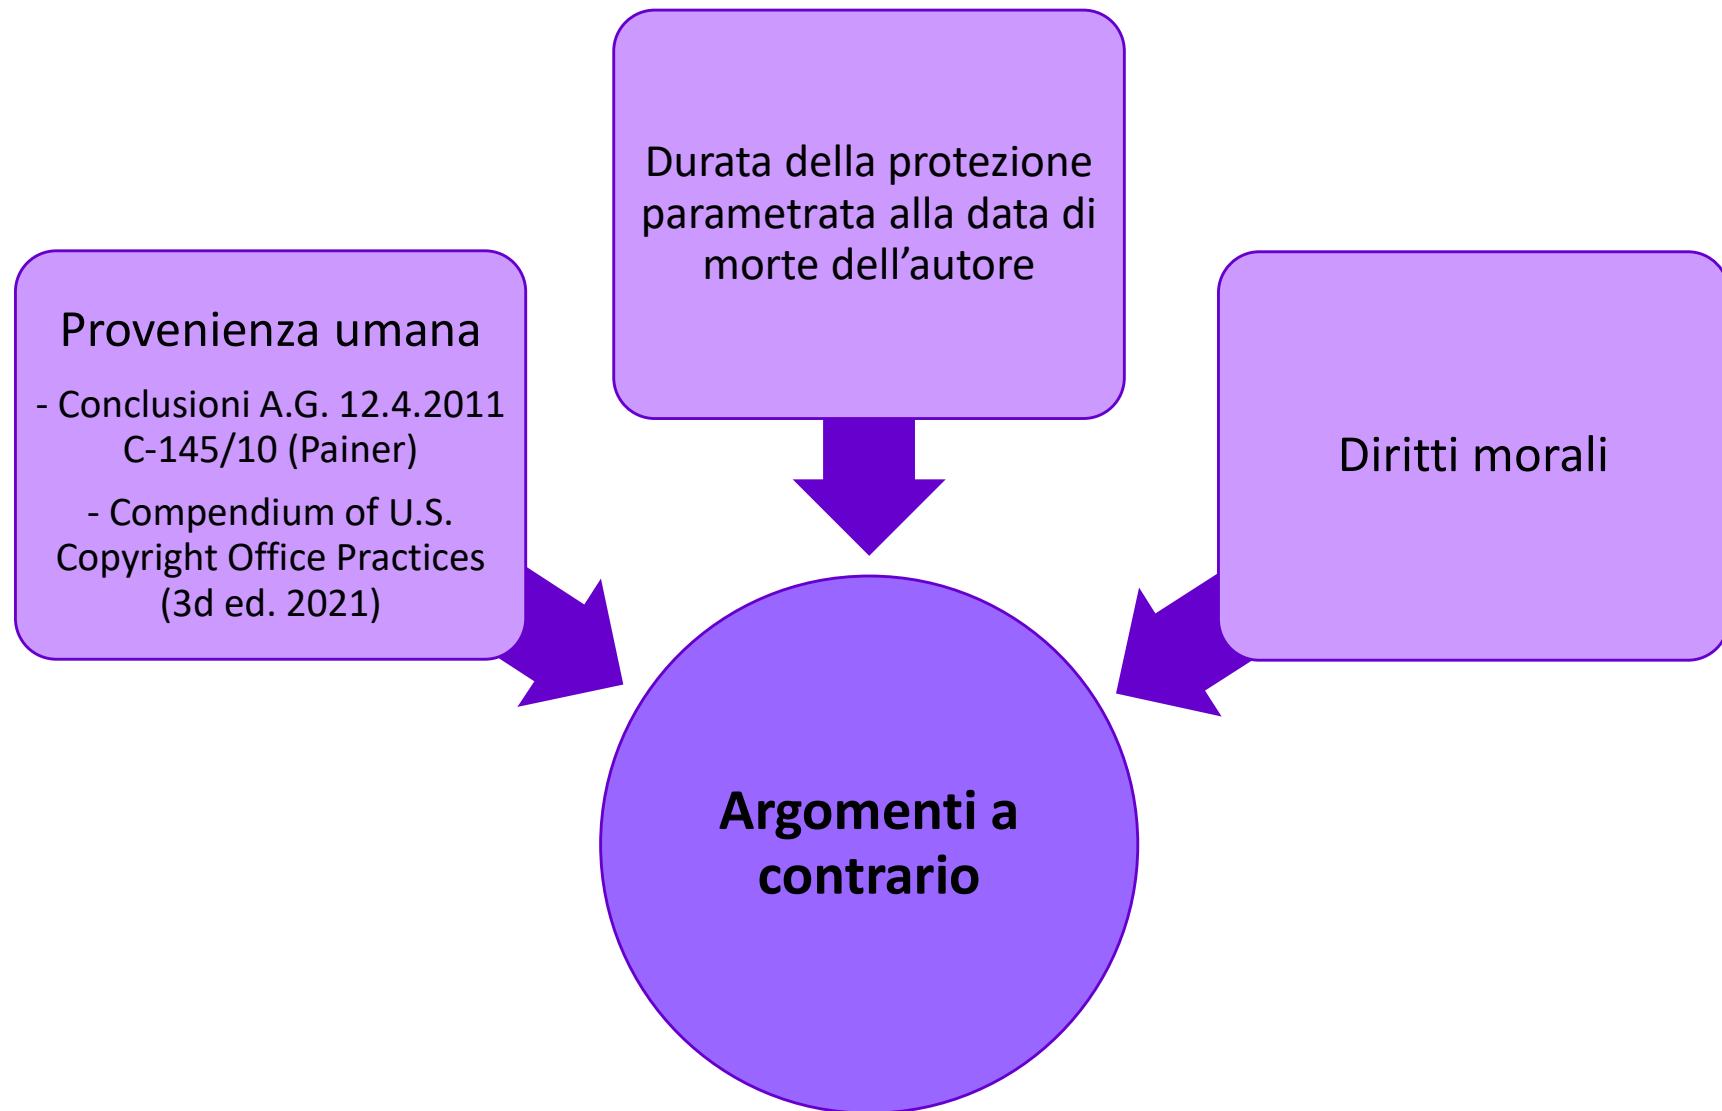 Provenienza umana
- Conclusioni A.G. 12.4.2011
C-145/10 (Painer)
- Compendium of U.S.
Copyright Office Practices
(3d ed. 2021)
Durata della protezione
parametrata alla data di
morte dell’autore
Diritti morali
Argomenti a
contrario